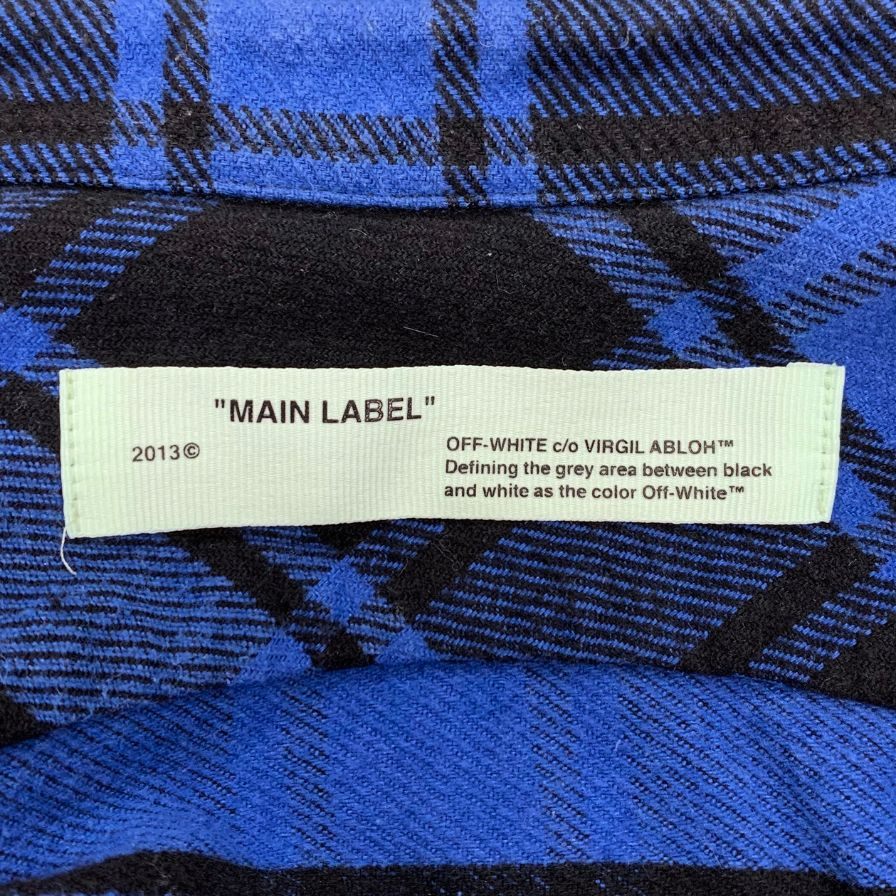 "MAIN LABEL"
2013©
OFF-WHITE c/o VIRGIL ABLOH™
Defining the grey area between black
and white as the color Off-White™